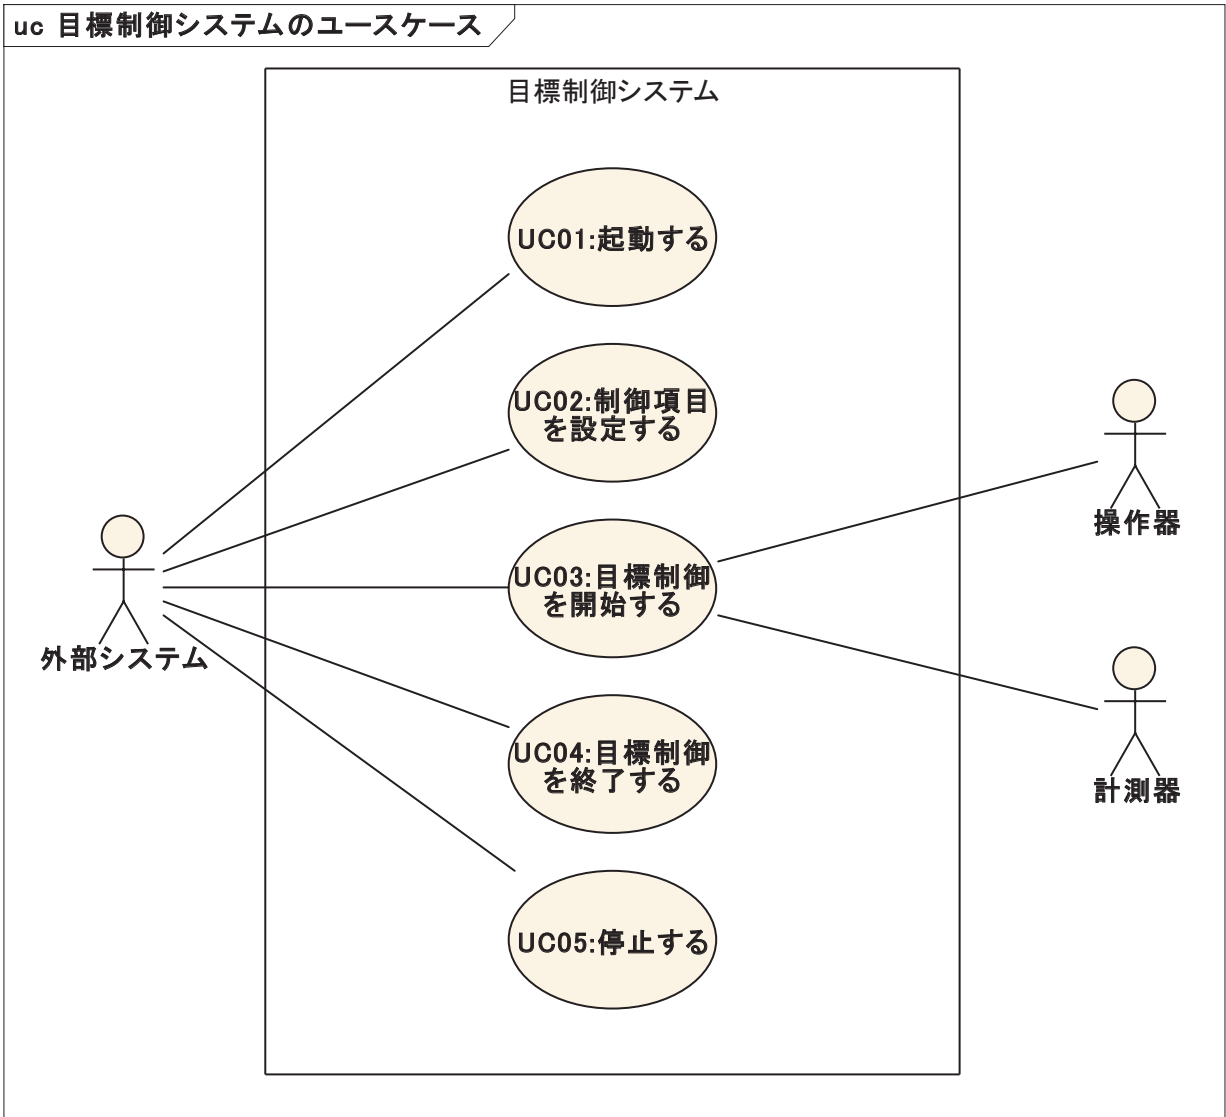 uc 目標制御システムのユースケース
目標制御システム
UC01:起動する
UC02:制御項目
を設定する
UC03:目標制御
を開始する
UC04:目標制御
を終了する
UC05:停止する
外部システム
操作器
計測器